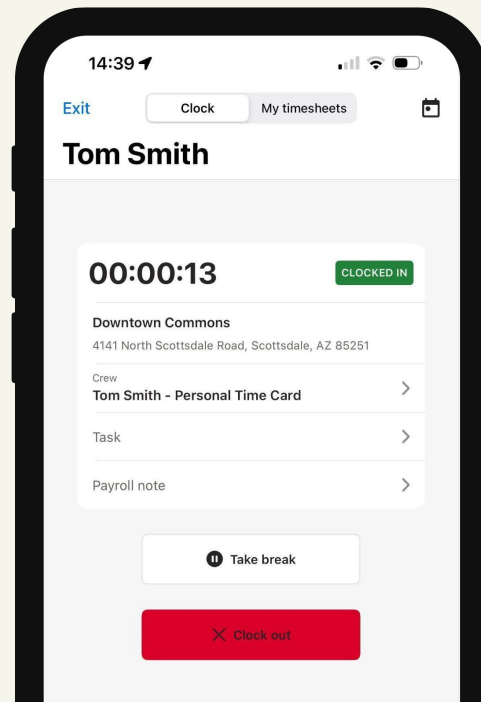 14:39
Exit
Clock
My timesheets
Tom Smith
00:00:13
CLOCKED IN
Downtown Commons
4141 North Scottsdale Road, Scottsdale, AZ 85251
Crew
Tom Smith - Personal Time Card
Task
Payroll note
Take break
Clock out